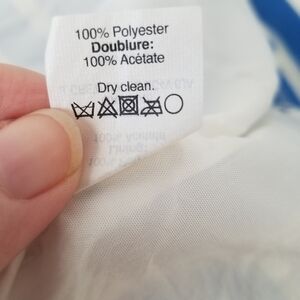 100% Polyester
Doublure:
100% Acétate
Dry clean.